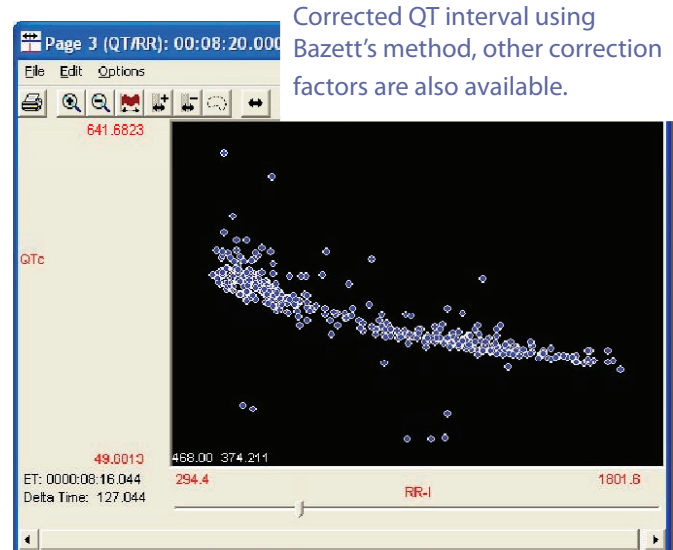 Page 3 (QT/RR): 00:08:20.000
Corrected QT interval using
Bazett’s method, other correction
factors are also available.
File Edit Options
641.6823
QTc
49.6013
468.00 374.211
ET: 0000:08:16.044
Delta Time: 127.044
294.4
RR-I
1801.6